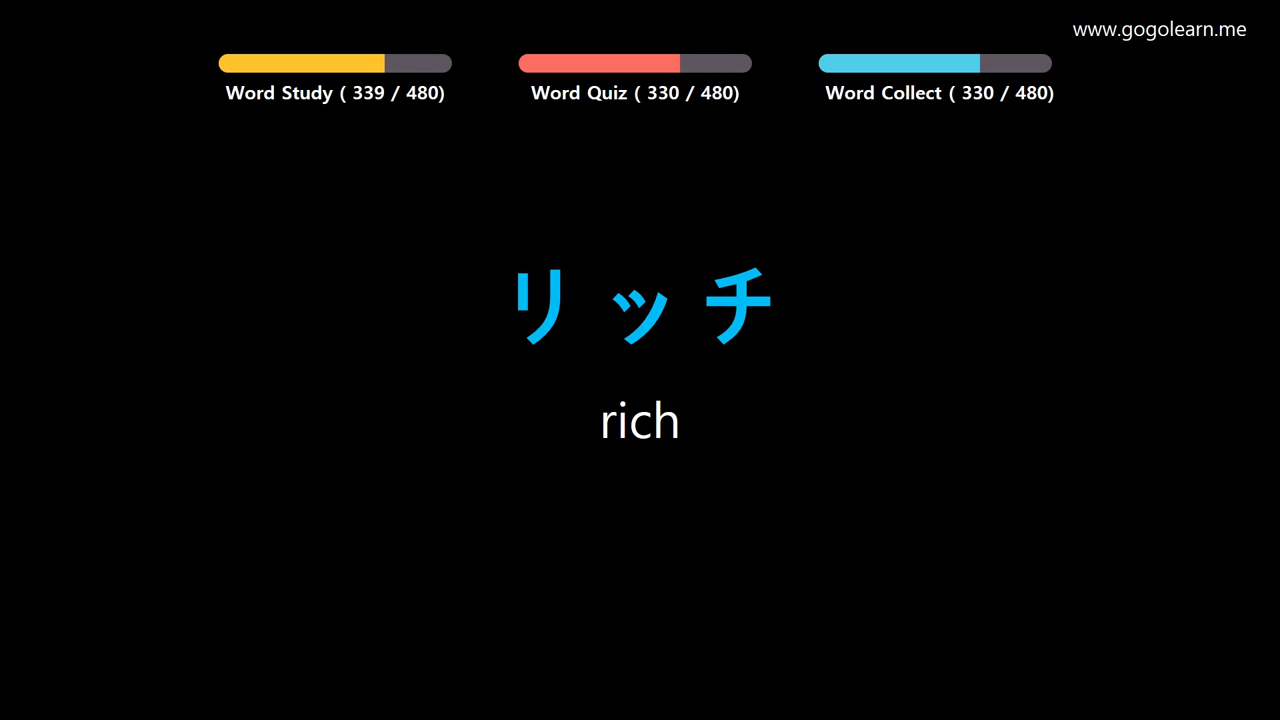 www.gogolearn.me
Word Study ( 339 / 480)
Word Quiz ( 330 / 480)
Word Collect ( 330 / 480)
リッチ
rich